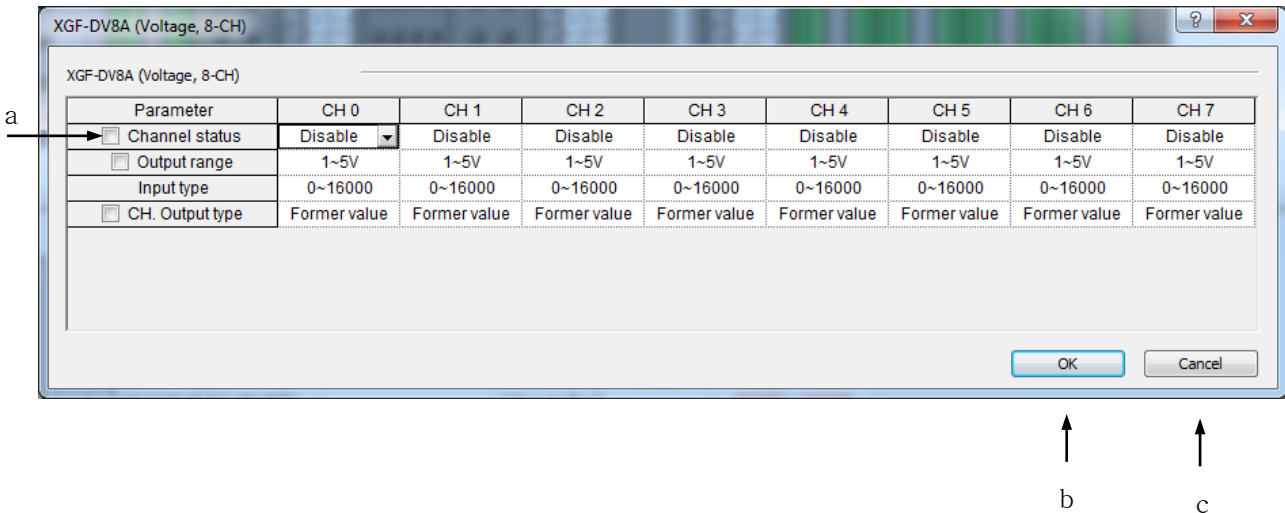 XGF-DV8A (Voltage, 8-CH)
XGF-DV8A (Voltage, 8-CH)
Parameter CH 0 CH 1 CH 2 CH 3 CH 4 CH 5 CH 6 CH 7
a
Channel status Disable Disable Disable Disable Disable Disable Disable Disable
Output range 1~5V 1~5V 1~5V 1~5V 1~5V 1~5V 1~5V 1~5V
Input type 0~16000 0~16000 0~16000 0~16000 0~16000 0~16000 0~16000 0~16000
CH. Output type Former value Former value Former value Former value Former value Former value Former value Former value
OK Cancel
b c